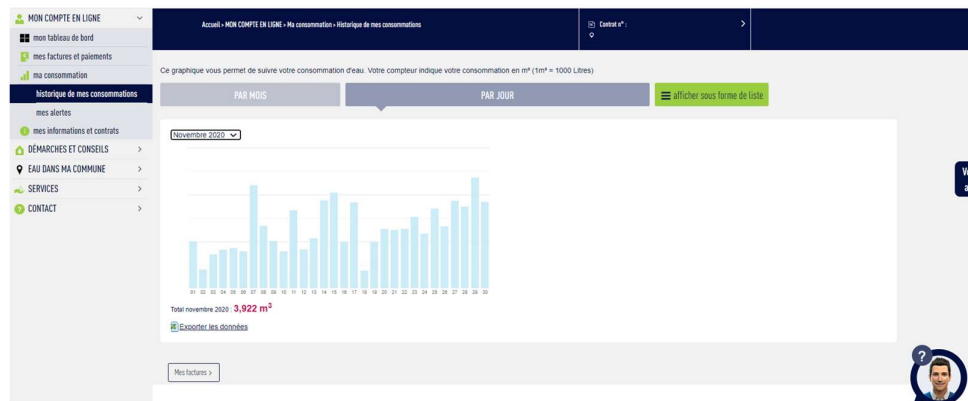 MON COMPTE EN LIGNE
mon tableau de bord
mes factures et paiements
ma consommation
historique de mes consommations
mes alertes
mes informations et contrats
DÉMARCHES ET CONSEILS
EAU DANS MA COMMUNE
SERVICES
CONTACT
Accueil > MON COMPTE EN LIGNE > Ma consommation > Historique de mes consommations
Contrat n° :
Ce graphique vous permet de suivre votre consommation d'eau. Votre compteur indique votre consommation en m³ (1m³ = 1000 Litres)
PAR MOIS
PAR JOUR
afficher sous forme de liste
Novembre 2020
01 02 03 04 05 06 07 08 09 10 11 12 13 14 15 16 17 18 19 20 21 22 23 24 25 26 27 28 29 30
Total novembre 2020 : 3,922 m³
Exporter les données
Mes factures >
?